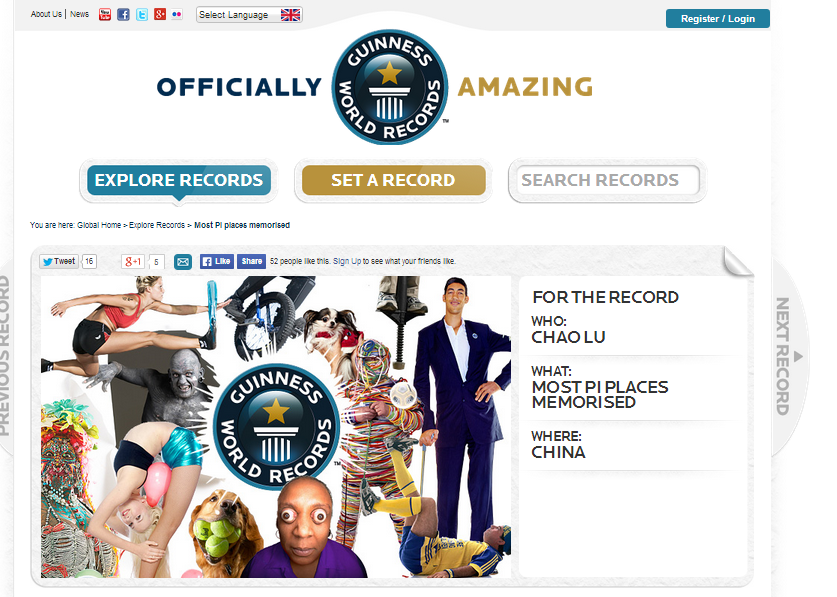 About Us | News
Select Language
Register / Login
OFFICIALLY
GUINNESS
WORLD RECORDS
TM
AMAZING
EXPLORE RECORDS
SET A RECORD
SEARCH RECORDS
You are here: Global Home > Explore Records > Most Pi places memorised
Tweet 16
g+1 5
Like Share 52 people like this. Sign Up to see what your friends like.
PREVIOUS RECORD
GUINNESS
WORLD RECORDS
TM
FOR THE RECORD
WHO:
CHAO LU
WHAT:
MOST PI PLACES
MEMORISED
WHERE:
CHINA
NEXT RECORD